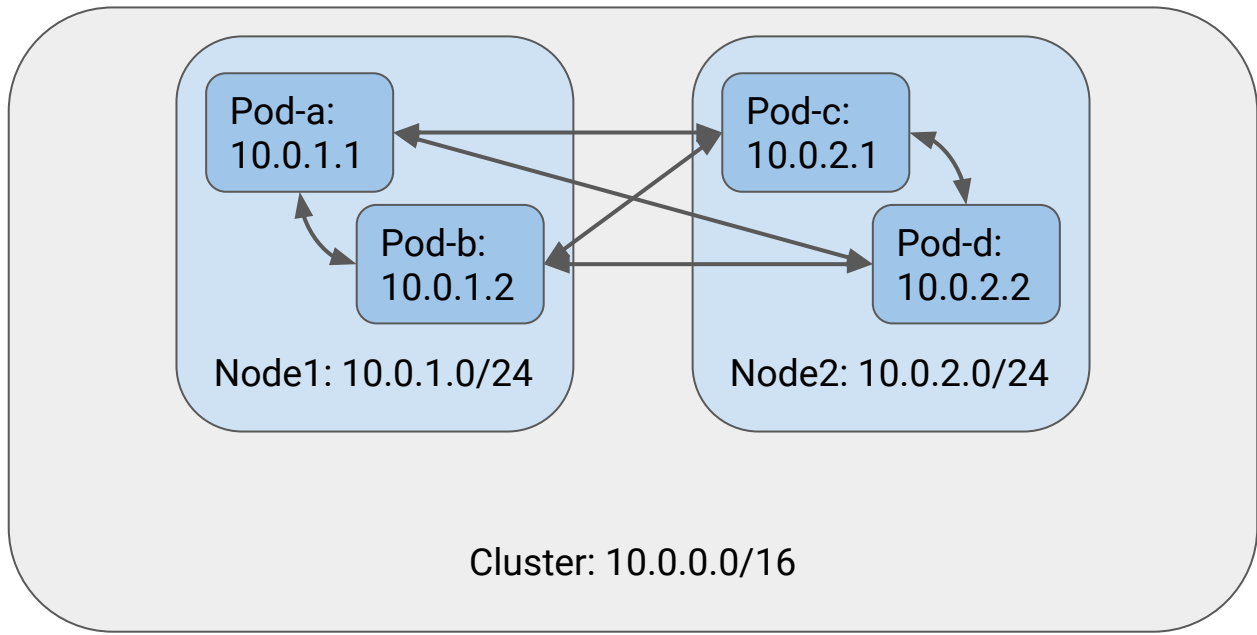 Pod-a:
10.0.1.1
Pod-b:
10.0.1.2
Node1: 10.0.1.0/24
Pod-c:
10.0.2.1
Pod-d:
10.0.2.2
Node2: 10.0.2.0/24
Cluster: 10.0.0.0/16